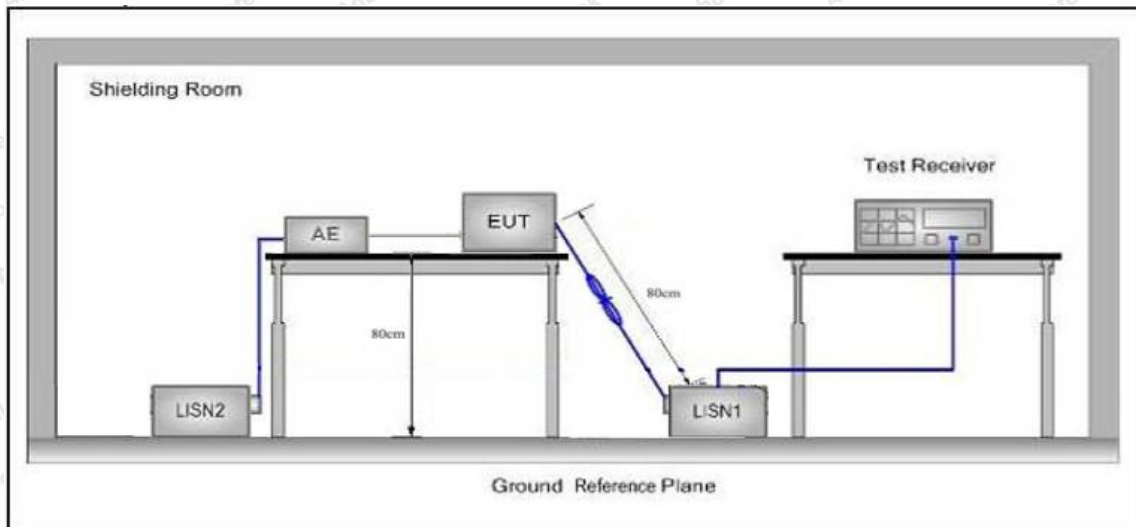 Shielding Room
Test Receiver
AE
EUT
80cm
80cm
LISN2
LISN1
Ground Reference Plane